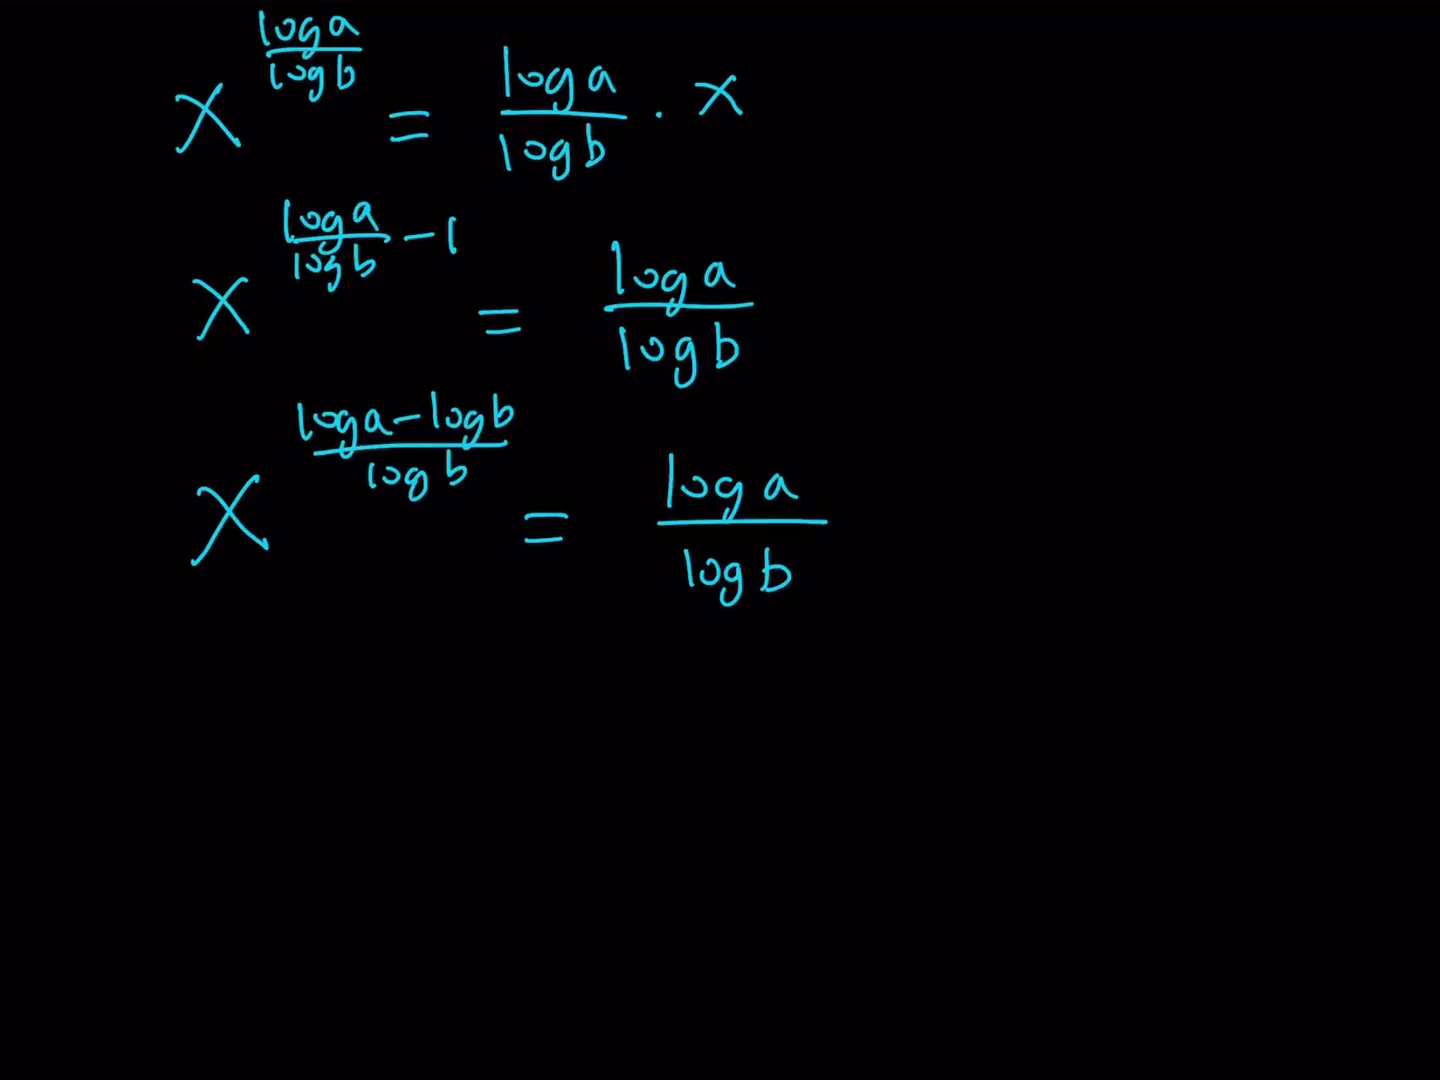 x^(log a / log b) = (log a / log b) · x
x^(log a / log b − 1) = log a / log b
x^((log a − log b) / log b) = log a / log b